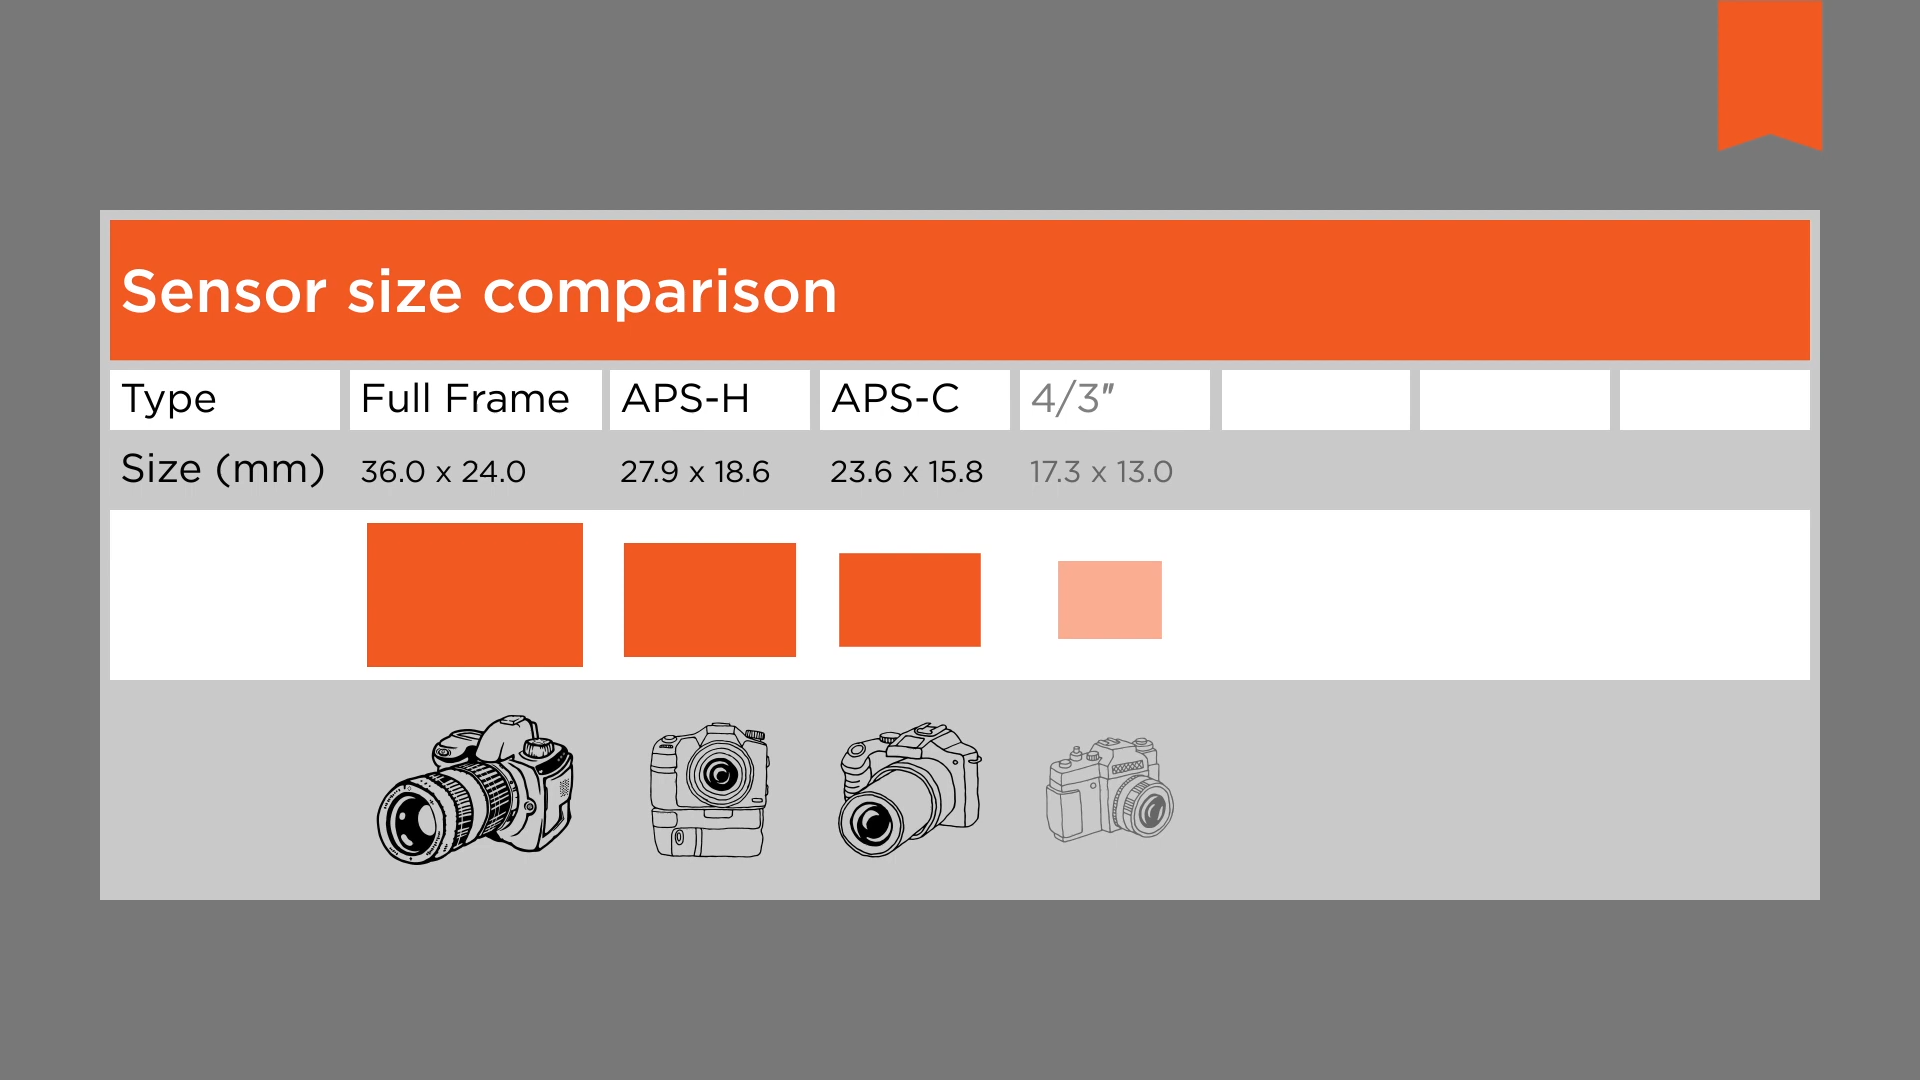 Sensor size comparison
Type Full Frame APS-H APS-C 4/3″
Size (mm) 36.0 x 24.0 27.9 x 18.6 23.6 x 15.8 17.3 x 13.0